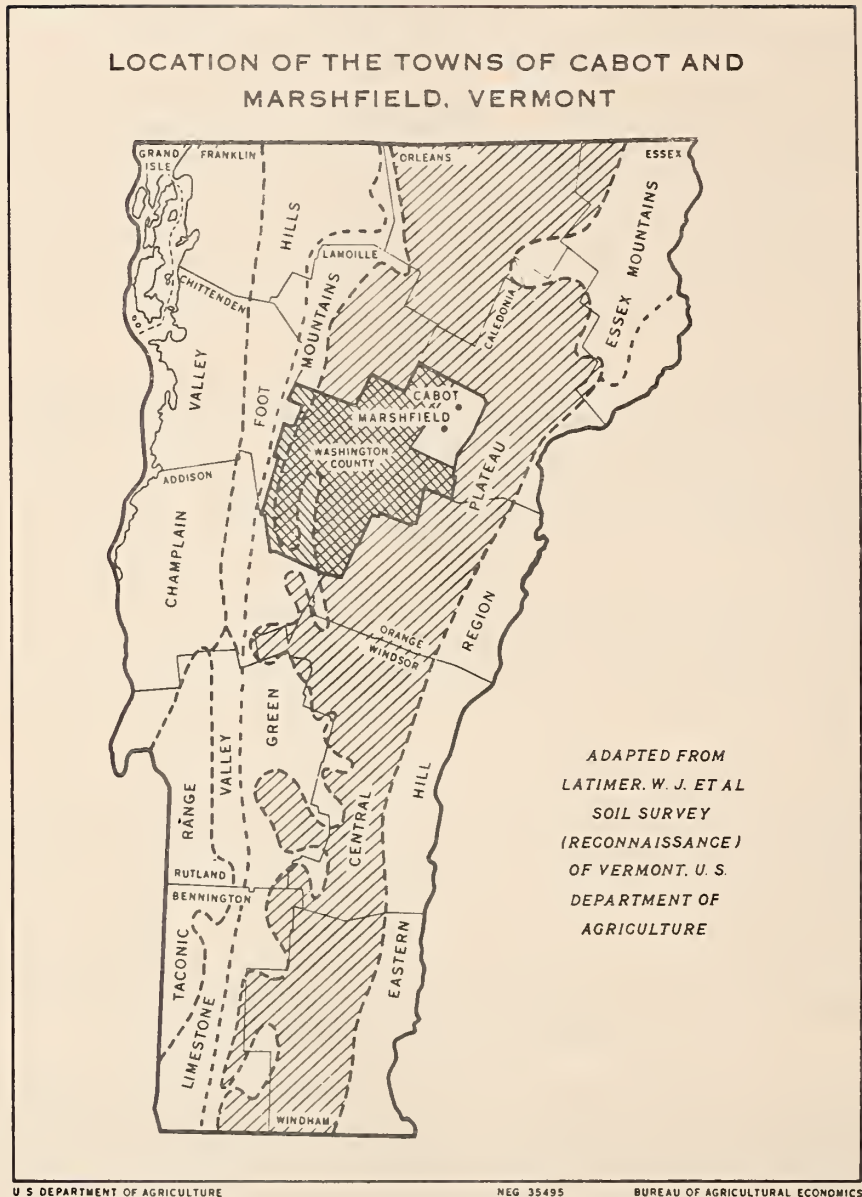 LOCATION OF THE TOWNS OF CABOT AND
MARSHFIELD, VERMONT
GRAND
ISLE
FRANKLIN
ORLEANS
ESSEX
HILLS
LAMOILLE
ESSEX MOUNTAINS
CHITTENDEN
MOUNTAINS
CALEDONIA
VALLEY
FOOT
CABOT
MARSHFIELD
WASHINGTON
COUNTY
PLATEAU
ADDISON
CHAMPLAIN
REGION
ORANGE
WINDSOR
GREEN
VALLEY
RANGE
HILL
CENTRAL
ADAPTED FROM
LATIMER, W. J. ET AL
SOIL SURVEY
(RECONNAISSANCE)
OF VERMONT, U. S.
DEPARTMENT OF
AGRICULTURE
RUTLAND
BENNINGTON
TACONIC
EASTERN
LIMESTONE
WINDHAM
U S DEPARTMENT OF AGRICULTURE
NEG 35495
BUREAU OF AGRICULTURAL ECONOMICS